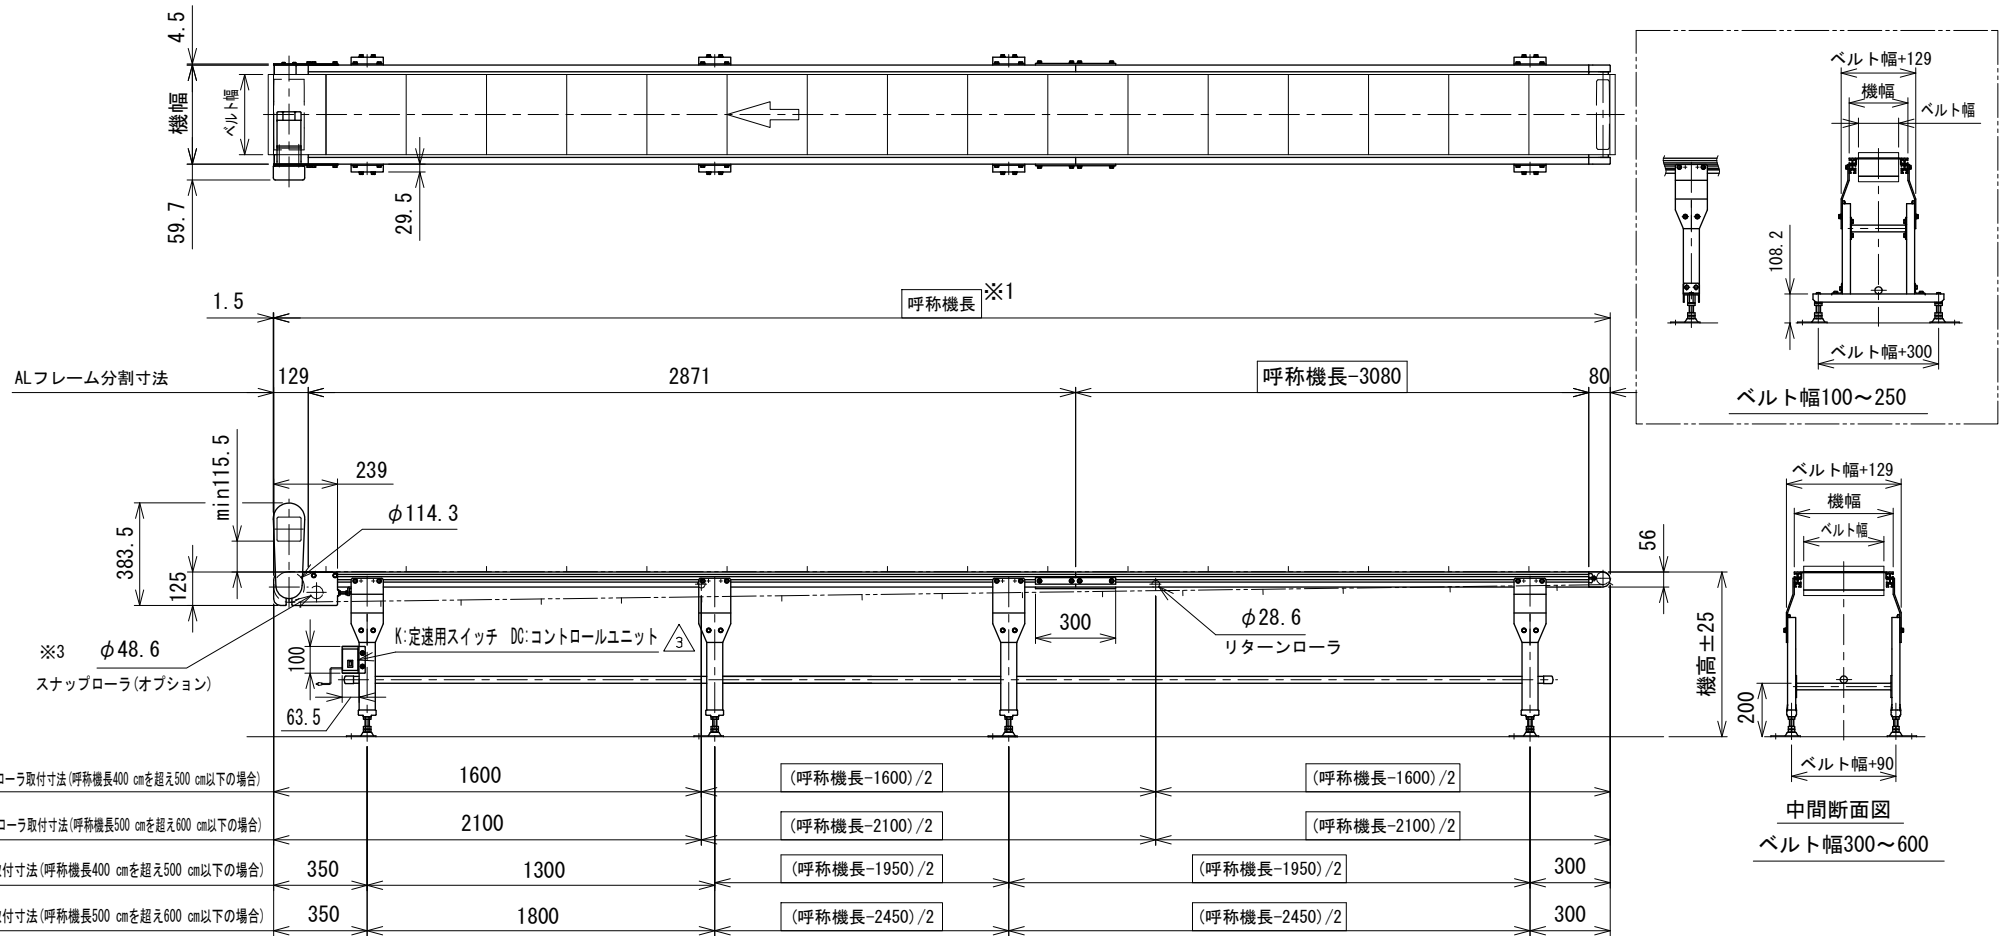 4.5
機幅
ベルト幅
59.7
29.5
ベルト幅+129
機幅
ベルト幅
108.2
ベルト幅+300
ベルト幅100～250
1.5
呼称機長 ※1
ALフレーム分割寸法
129
2871
呼称機長-3080
80
min115.5
239
383.5
125
φ114.3
※3 φ48.6
スナップローラ(オプション)
100
K:定速用スイッチ DC:コントロールユニット 3
63.5
300
φ28.6
リターンローラ
56
機高±25
ベルト幅+129
機幅
ベルト幅
200
ベルト幅+90
中間断面図
ベルト幅300～600
ローラ取付寸法(呼称機長400 cmを超え500 cm以下の場合)
1600
(呼称機長-1600)/2
(呼称機長-1600)/2
ローラ取付寸法(呼称機長500 cmを超え600 cm以下の場合)
2100
(呼称機長-2100)/2
(呼称機長-2100)/2
付寸法(呼称機長400 cmを超え500 cm以下の場合)
350
1300
(呼称機長-1950)/2
(呼称機長-1950)/2
300
付寸法(呼称機長500 cmを超え600 cm以下の場合)
350
1800
(呼称機長-2450)/2
(呼称機長-2450)/2
300